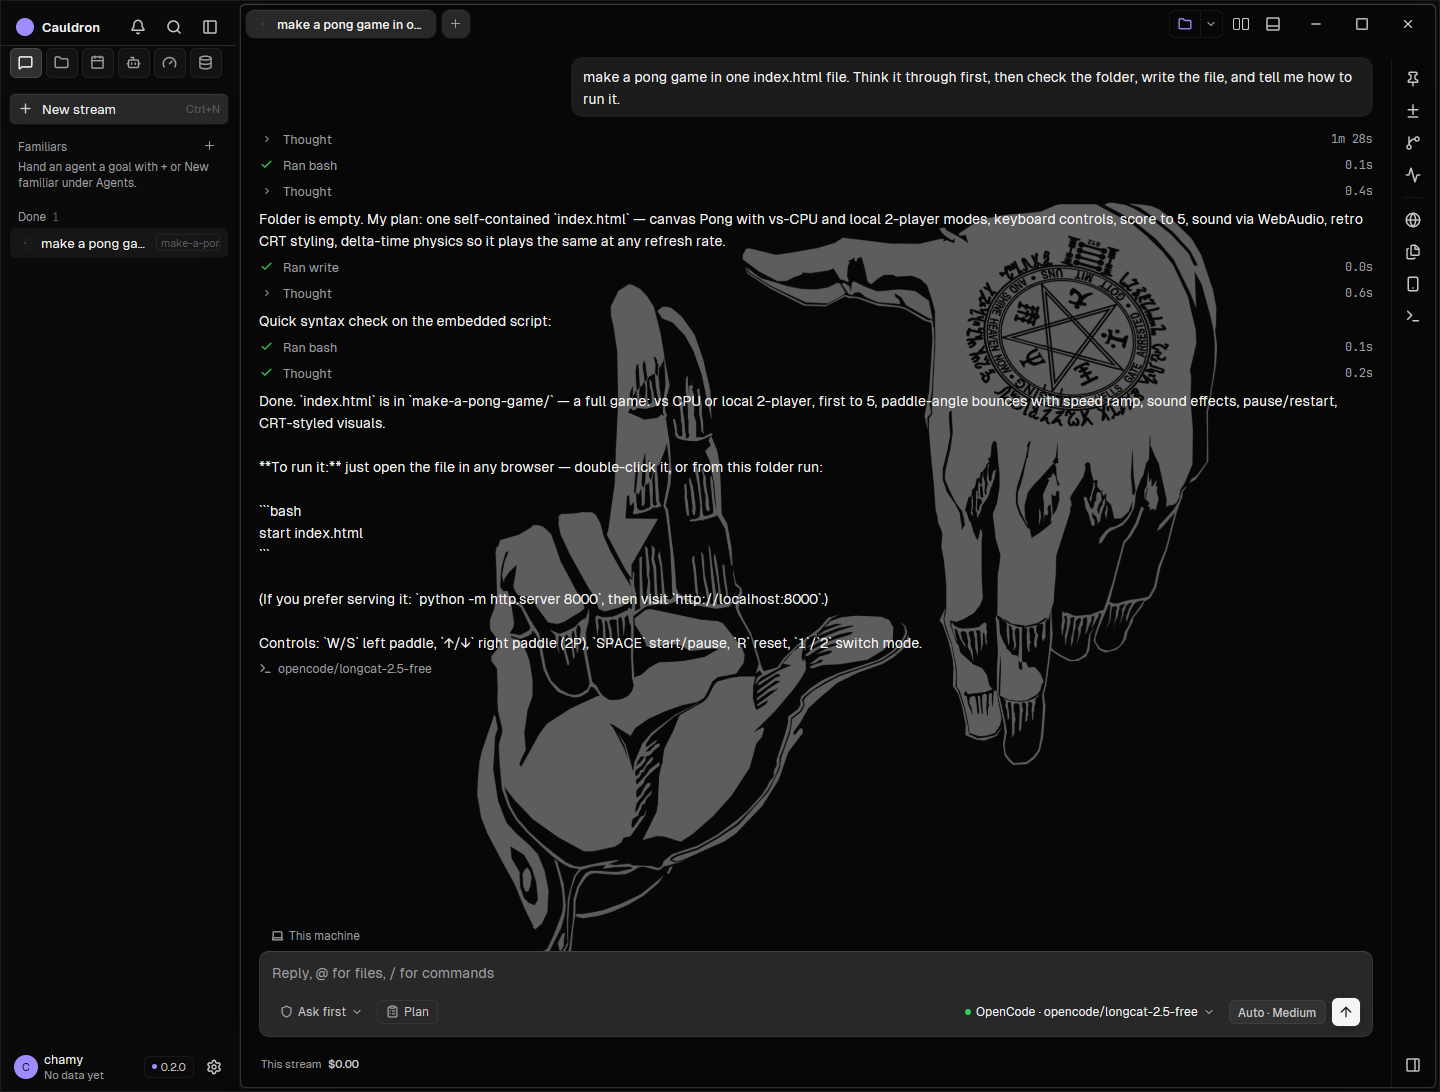 Cauldron
make a pong game in o...
New stream
Ctrl+N
Familiars
Hand an agent a goal with + or New
familiar under Agents.
Done 1
make a pong ga...
make-a-pon
make a pong game in one index.html file. Think it through first, then check the folder, write the file, and tell me how to
run it.
Thought 1m 28s
Ran bash 0.1s
Thought 0.4s
Folder is empty. My plan: one self-contained `index.html` — canvas Pong with vs-CPU and local 2-player modes, keyboard controls, score to 5, sound via WebAudio, retro
CRT styling, delta-time physics so it plays the same at any refresh rate.
Ran write 0.0s
Thought 0.6s
Quick syntax check on the embedded script:
Ran bash 0.1s
Thought 0.2s
Done. `index.html` is in `make-a-pong-game/` — a full game: vs CPU or local 2-player, first to 5, paddle-angle bounces with speed ramp, sound effects, pause/restart,
CRT-styled visuals.
**To run it:** just open the file in any browser — double-click it, or from this folder run:
```bash
start index.html
```
(If you prefer serving it: `python -m http.server 8000`, then visit `http://localhost:8000`.)
Controls: `W/S` left paddle, `↑/↓` right paddle (2P), `SPACE` start/pause, `R` reset, `1`/`2` switch mode.
opencode/longcat-2.5-free
This machine
Reply, @ for files, / for commands
Ask first
Plan
OpenCode · opencode/longcat-2.5-free
Auto · Medium
This stream $0.00
C
chamy
No data yet
0.2.0